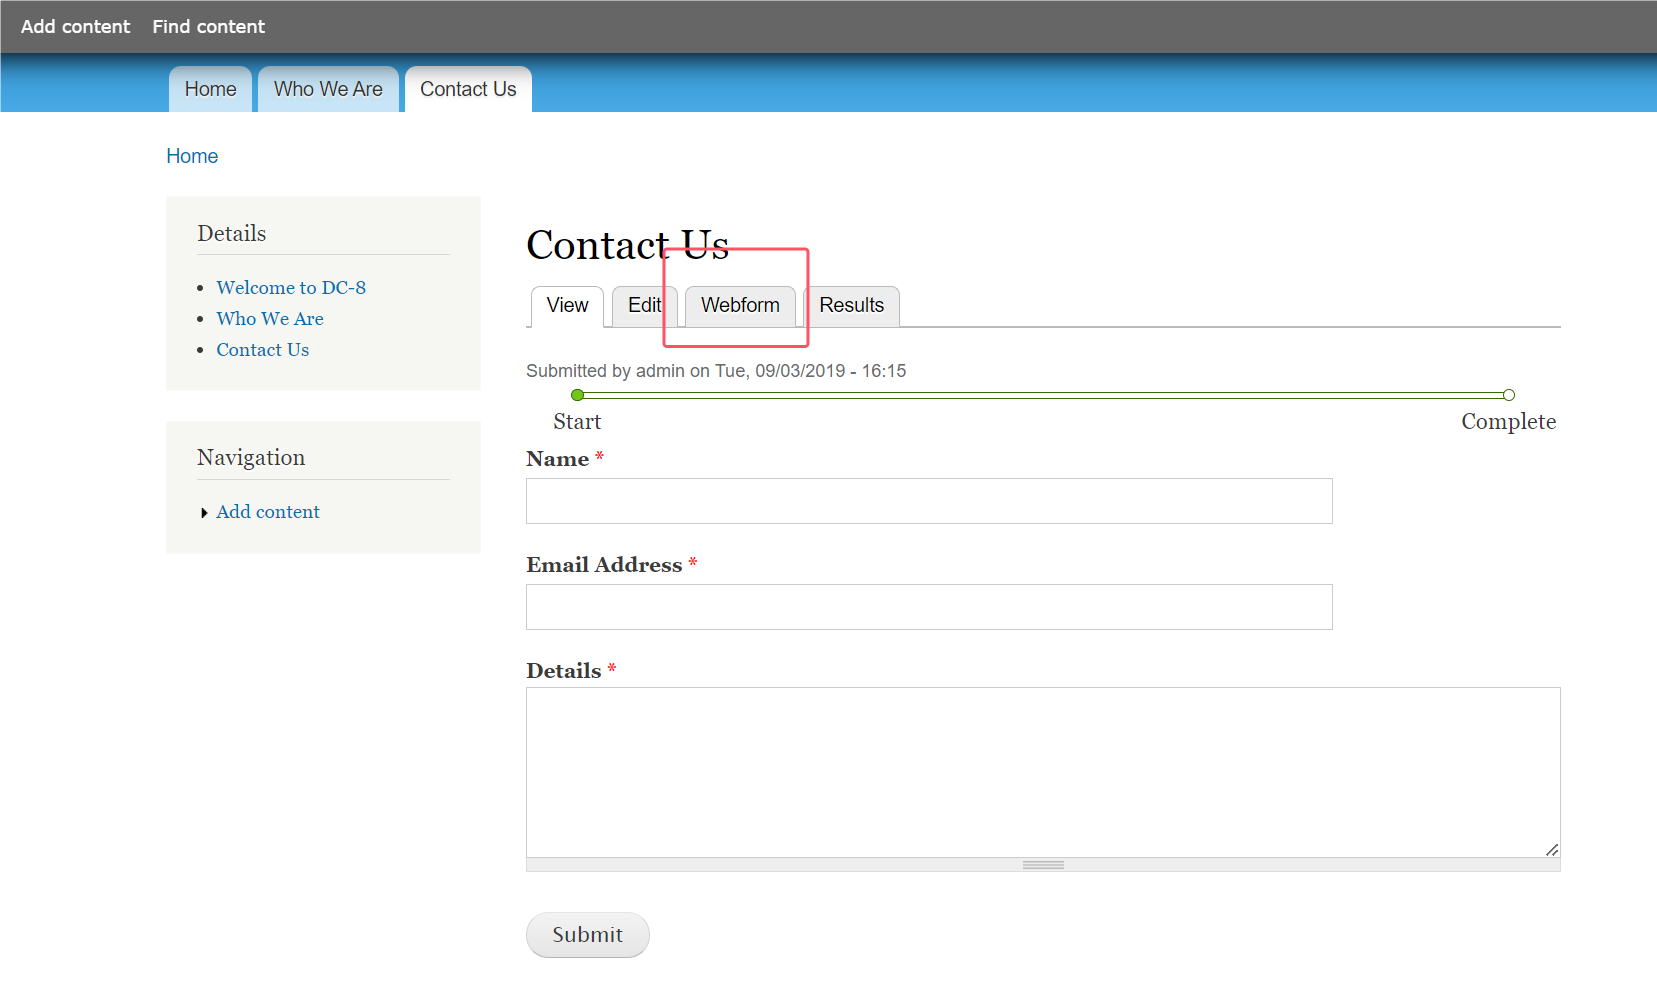 Add content Find content
Home Who We Are Contact Us
Home
Details
Welcome to DC-8
Who We Are
Contact Us
Navigation
Add content
Contact Us
View Edit Webform Results
Submitted by admin on Tue, 09/03/2019 - 16:15
Start Complete
Name *
Email Address *
Details *
Submit